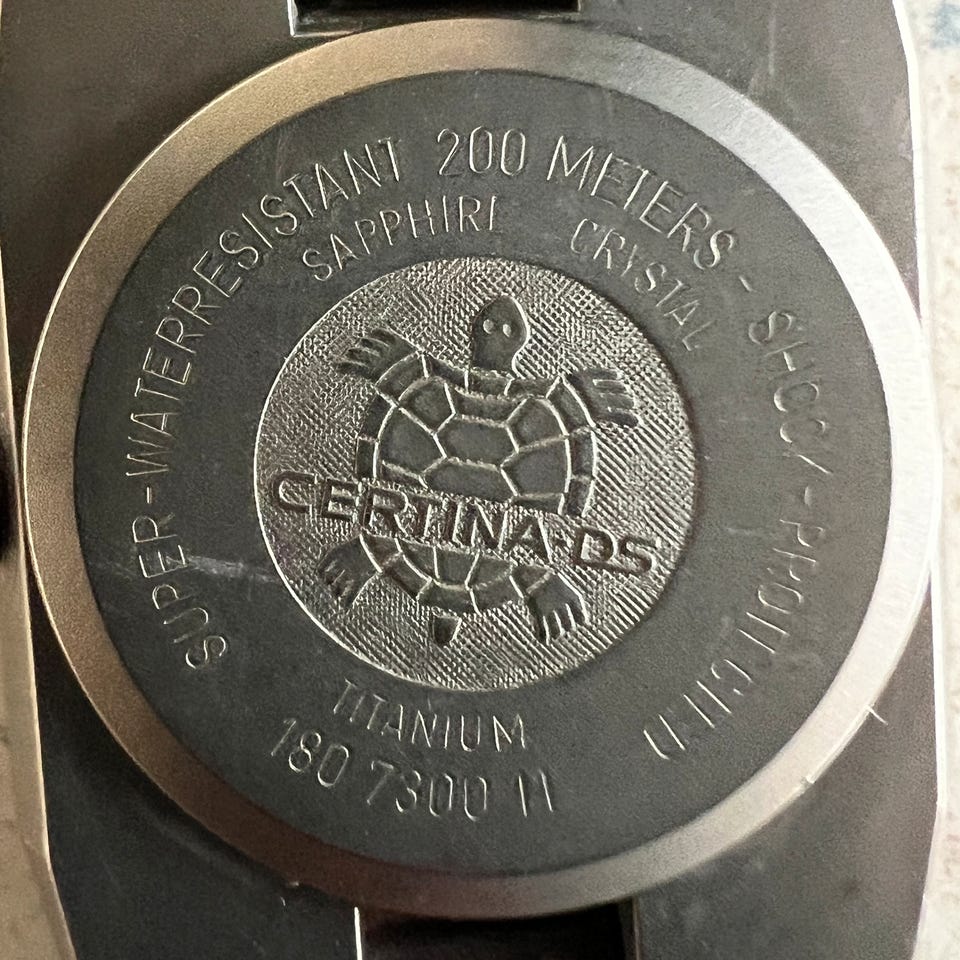 SUPER-WATERRESISTANT 200 METERS - SHOCK-PROTECTED
SAPPHIRE CRYSTAL
CERTINA·DS
TITANIUM
180 7300 11